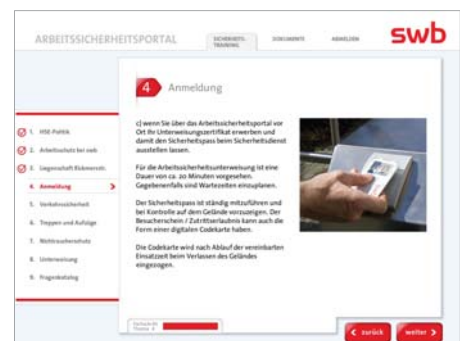 ARBEITSSICHERHEITSPORTAL
SICHERHEITS-
TRAINING
DOKUMENTE
ABMELDEN
swb
4 Anmeldung
1. HSE-Politik
2. Arbeitsschutz bei swb
3. Liegenschaft
4. Anmeldung
5. Verkehrssicherheit
6. Treppen und Aufzüge
7. Nichtraucherschutz
8. Unterweisung
9. Fragenkatalog
c) wenn Sie über das Arbeitssicherheitsportal vor
Ort Ihr Unterweisungszertifikat erwerben und
damit den Sicherheitspass beim Sicherheitsdienst
ausstellen lassen.
Für die Arbeitssicherheitsunterweisung ist eine
Dauer von ca. 20 Minuten vorgesehen.
Gegebenenfalls sind Wartezeiten einzuplanen.
Der Sicherheitspass ist ständig mitzuführen und
bei Kontrolle auf dem Gelände vorzuzeigen. Der
Besucherschein / Zutrittserlaubnis kann auch die
Form einer digitalen Codekarte haben.
Die Codekarte wird nach Ablauf der vereinbarten
Einsatzzeit beim Verlassen des Geländes
eingezogen.
Fortschritt
Thema 4
zurück
weiter